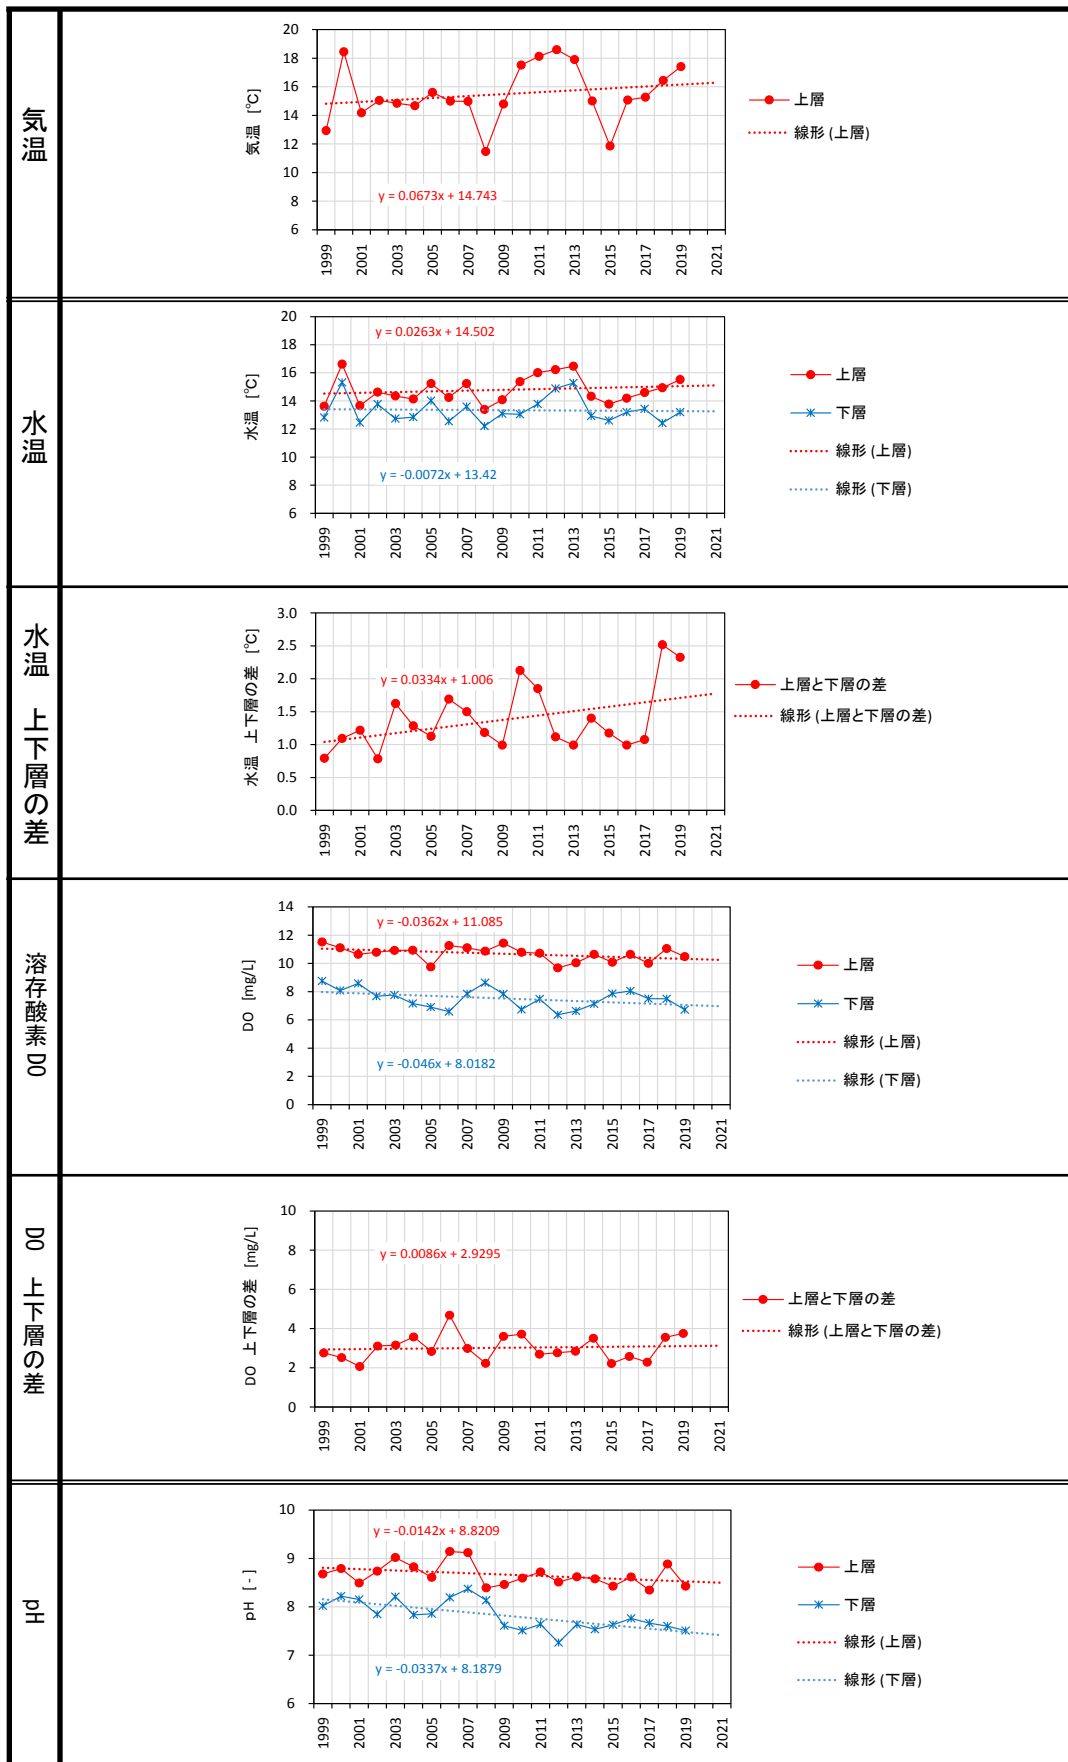 気温
20
18
16
14
12
10
8
6
気温 [℃]
y = 0.0673x + 14.743
1999
2001
2003
2005
2007
2009
2011
2013
2015
2017
2019
2021
上層
線形 (上層)
水温
20
18
16
14
12
10
8
6
水温 [℃]
y = 0.0263x + 14.502
y = -0.0072x + 13.42
1999
2001
2003
2005
2007
2009
2011
2013
2015
2017
2019
2021
上層
下層
線形 (上層)
線形 (下層)
水温 上下層の差
3.0
2.5
2.0
1.5
1.0
0.5
0.0
水温 上下層の差 [℃]
y = 0.0334x + 1.006
1999
2001
2003
2005
2007
2009
2011
2013
2015
2017
2019
2021
上層と下層の差
線形 (上層と下層の差)
溶存酸素DO
14
12
10
8
6
4
2
0
DO [mg/L]
y = -0.0362x + 11.085
y = -0.046x + 8.0182
1999
2001
2003
2005
2007
2009
2011
2013
2015
2017
2019
2021
上層
下層
線形 (上層)
線形 (下層)
DO 上下層の差
10
8
6
4
2
0
DO 上下層の差 [mg/L]
y = 0.0086x + 2.9295
1999
2001
2003
2005
2007
2009
2011
2013
2015
2017
2019
2021
上層と下層の差
線形 (上層と下層の差)
pH
10
9
8
7
6
pH [ - ]
y = -0.0142x + 8.8209
y = -0.0337x + 8.1879
1999
2001
2003
2005
2007
2009
2011
2013
2015
2017
2019
2021
上層
下層
線形 (上層)
線形 (下層)